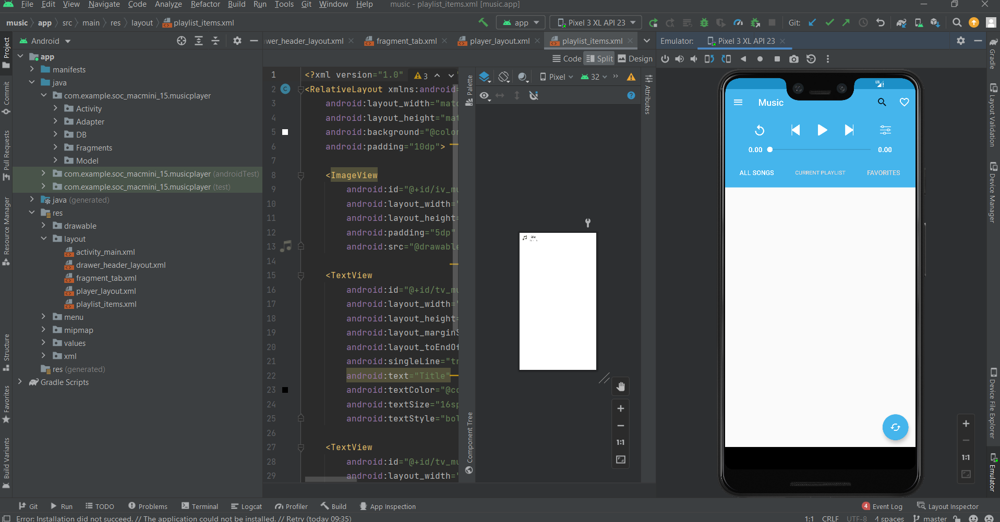 File Edit View Navigate Code Analyze Refactor Build Run Tools Git Window Help music - playlist_items.xml [music.app]
music app src main res layout playlist_items.xml app Pixel 3 XL API 23 Git:
Android awer_header_layout.xml fragment_tab.xml player_layout.xml playlist_items.xml Emulator: Pixel 3 XL API 23
Code Split Design
Project
Commit
Pull Requests
Resource Manager
Structure
Favorites
Build Variants
app
manifests
java
com.example.soc_macmini_15.musicplayer
Activity
Adapter
DB
Fragments
Model
com.example.soc_macmini_15.musicplayer (androidTest)
com.example.soc_macmini_15.musicplayer (test)
java (generated)
res
drawable
layout
activity_main.xml
drawer_header_layout.xml
fragment_tab.xml
player_layout.xml
playlist_items.xml
menu
mipmap
values
xml
res (generated)
Gradle Scripts
1 <?xml version="1.0" 3
2 <RelativeLayout xmlns:android=
3 android:layout_width="matc
4 android:layout_height="mat
5 android:background="@color
6 android:padding="10dp">
7
8 <ImageView
9 android:id="@+id/iv_mu
10 android:layout_width="
11 android:layout_height=
12 android:padding="5dp"
13 android:src="@drawable
14
15 <TextView
16 android:id="@+id/tv_mu
17 android:layout_width="
18 android:layout_height=
19 android:layout_marginS
20 android:layout_toEndOf
21 android:singleLine="tr
22 android:text="Title"
23 android:textColor="@co
24 android:textSize="16sp
25 android:textStyle="bol
26
27 <TextView
28 android:id="@+id/tv_mu
29 android:layout_width="
Palette
Component Tree
Pixel 32
Title
1:1
Attributes
LTE
Music
0.00 0.00
ALL SONGS CURRENT PLAYLIST FAVORITES
1:1
Gradle
Layout Validation
Device Manager
Device File Explorer
Emulator
Git Run TODO Problems Terminal Logcat Profiler Build App Inspection 4 Event Log Layout Inspector
Error: Installation did not succeed. // The application could not be installed. // Retry (today 09:35) 1:1 CRLF UTF-8 4 spaces master